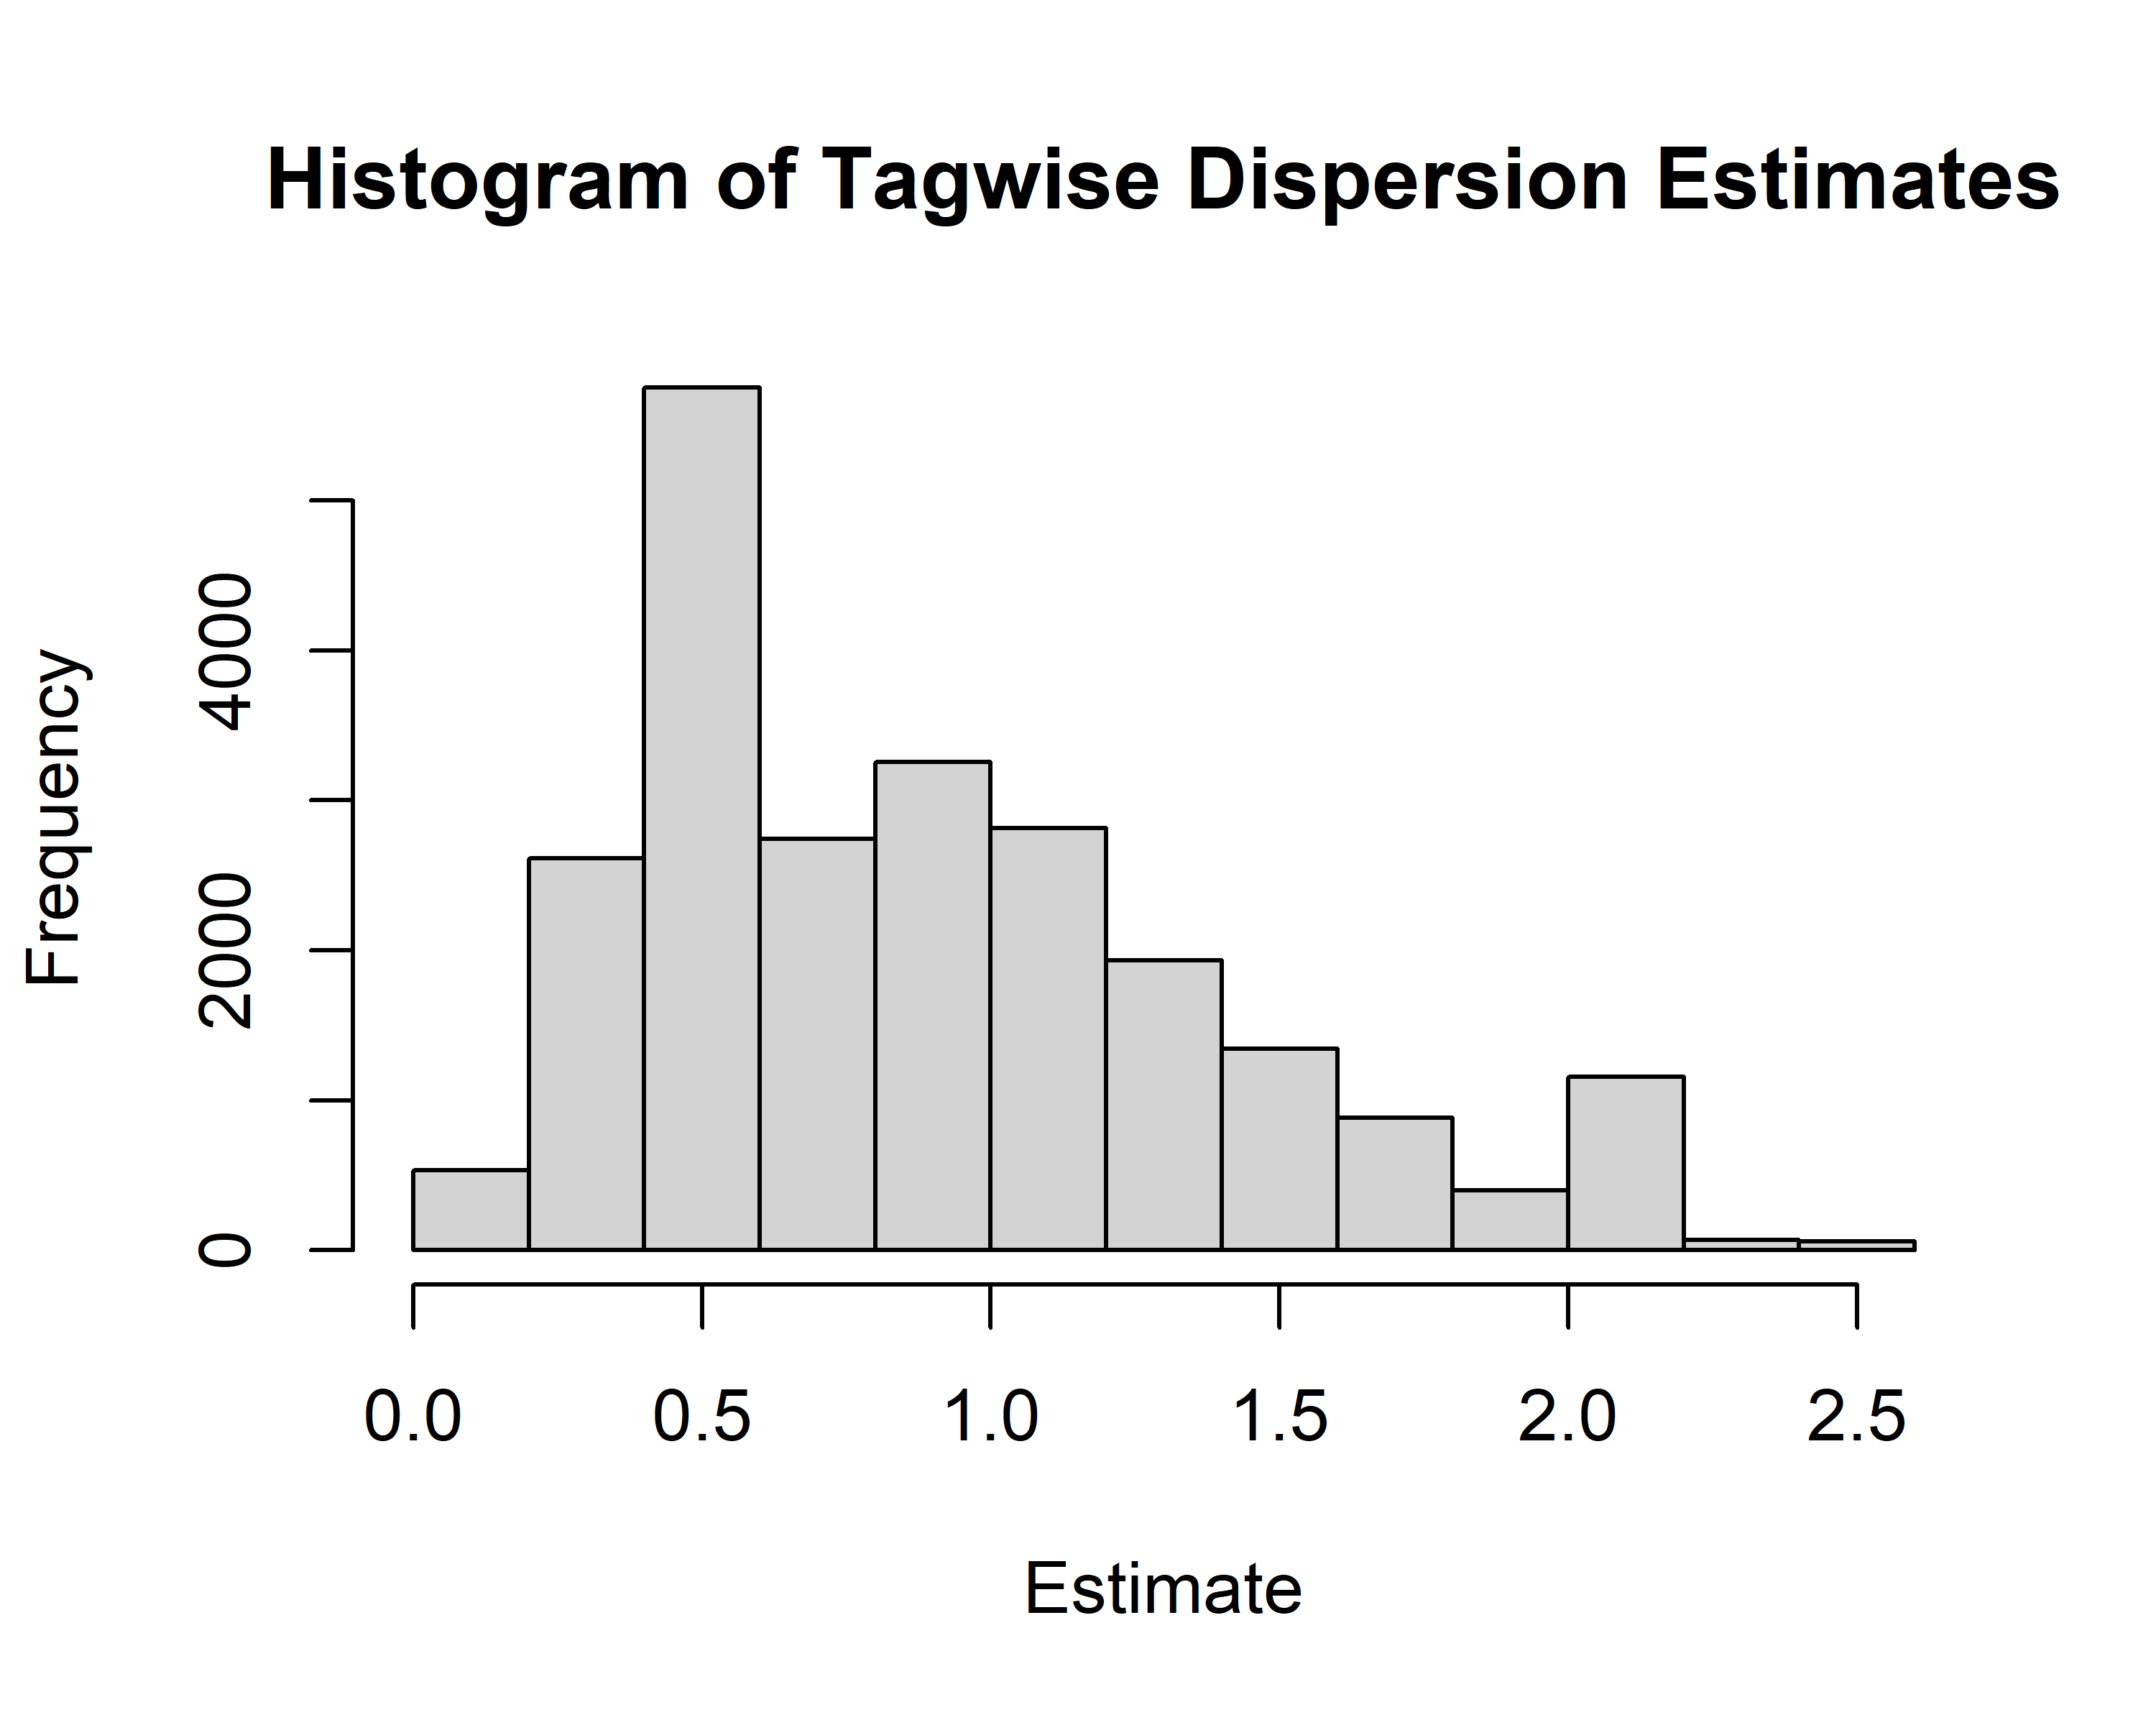 Histogram of Tagwise Dispersion Estimates
Frequency
4000
2000
0
0.0 0.5 1.0 1.5 2.0 2.5
Estimate